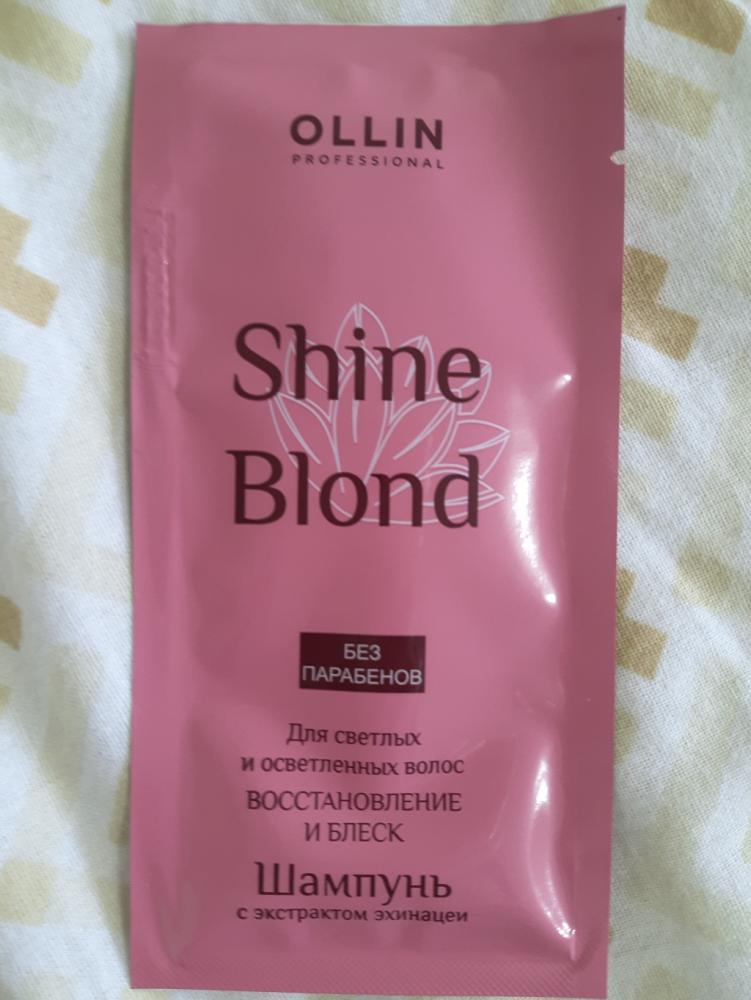 OLLIN
PROFESSIONAL
Shine
Blond
БЕЗ
ПАРАБЕНОВ
Для светлых
и осветленных волос
ВОССТАНОВЛЕНИЕ
И БЛЕСК
Шампунь
с экстрактом эхинацеи